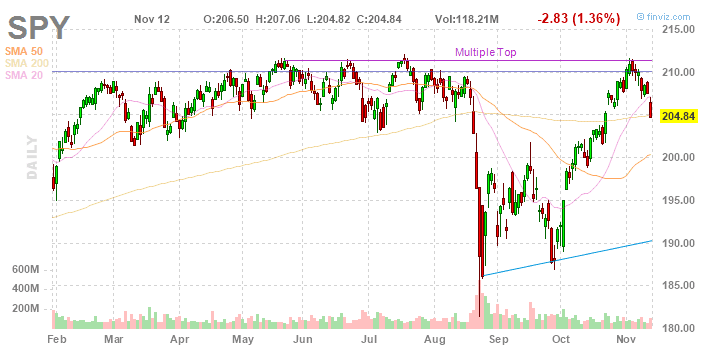 SPY
Nov 12 O:206.50 H:207.06 L:204.82 C:204.84 Vol:118.21M -2.83 (1.36%)
© finviz.com
SMA 50
SMA 200
SMA 20
DAILY
Multiple Top
215.00
210.00
204.84
200.00
195.00
190.00
185.00
180.00
600M
400M
200M
Feb Mar Apr May Jun Jul Aug Sep Oct Nov